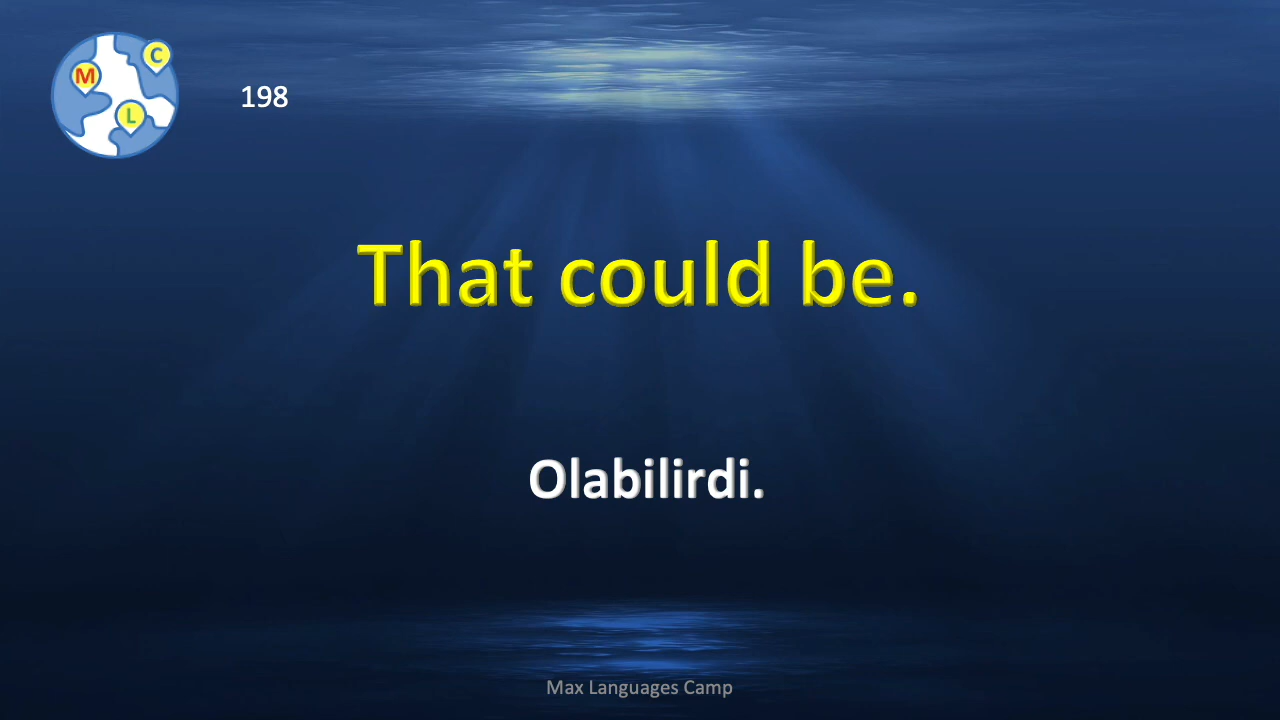 M
C
L
198
That could be.
Olabilirdi.
Max Languages Camp